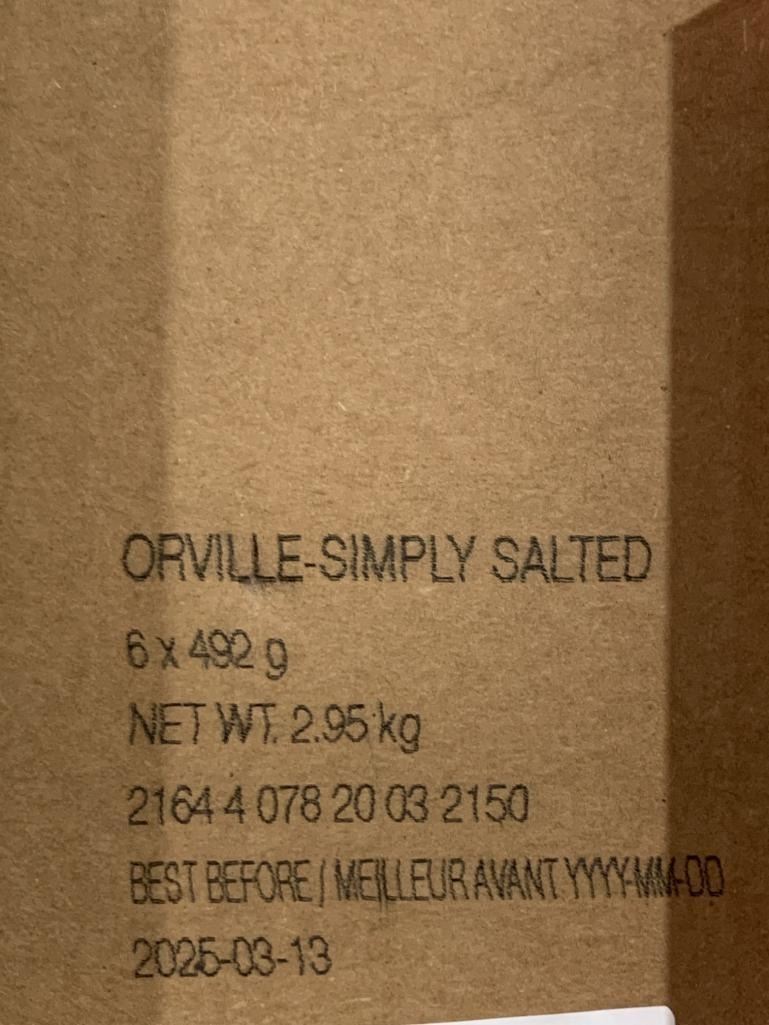 ORVILLE-SIMPLY SALTED
6 x 492 g
NET WT. 2.95 kg
2164 4 078 20 03 2150
BEST BEFORE / MEILLEUR AVANT YYYY-MM-DD
2025-03-13